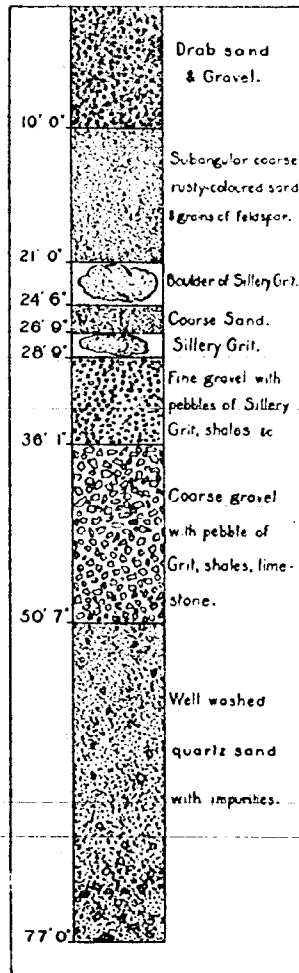 Drab sand
& Gravel.
10' 0"
Subangular coarse
rusty-coloured sand
& grains of feldspar.
21' 0"
Boulder of Sillery Grit.
24' 6"
Coarse Sand.
26' 9"
Sillery Grit.
28' 9"
Fine gravel with
pebbles of Sillery
Grit, shales &c
36' 1"
Coarse gravel
with pebble of
Grit, shales, lime-
stone.
50' 7"
Well washed
quartz sand
with impurities.
77' 0"